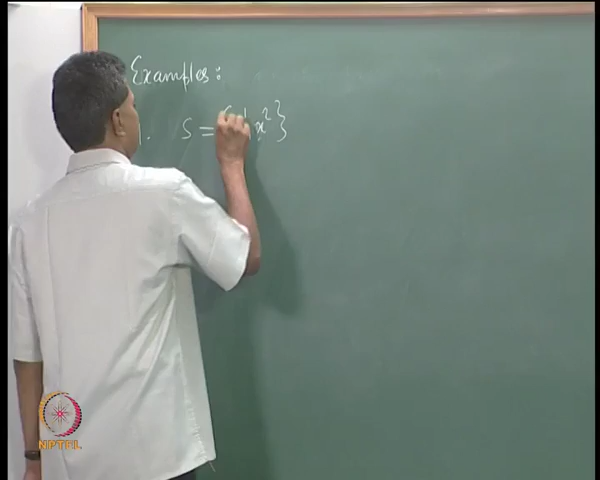 Examples:
1. S = { x² }
NPTEL